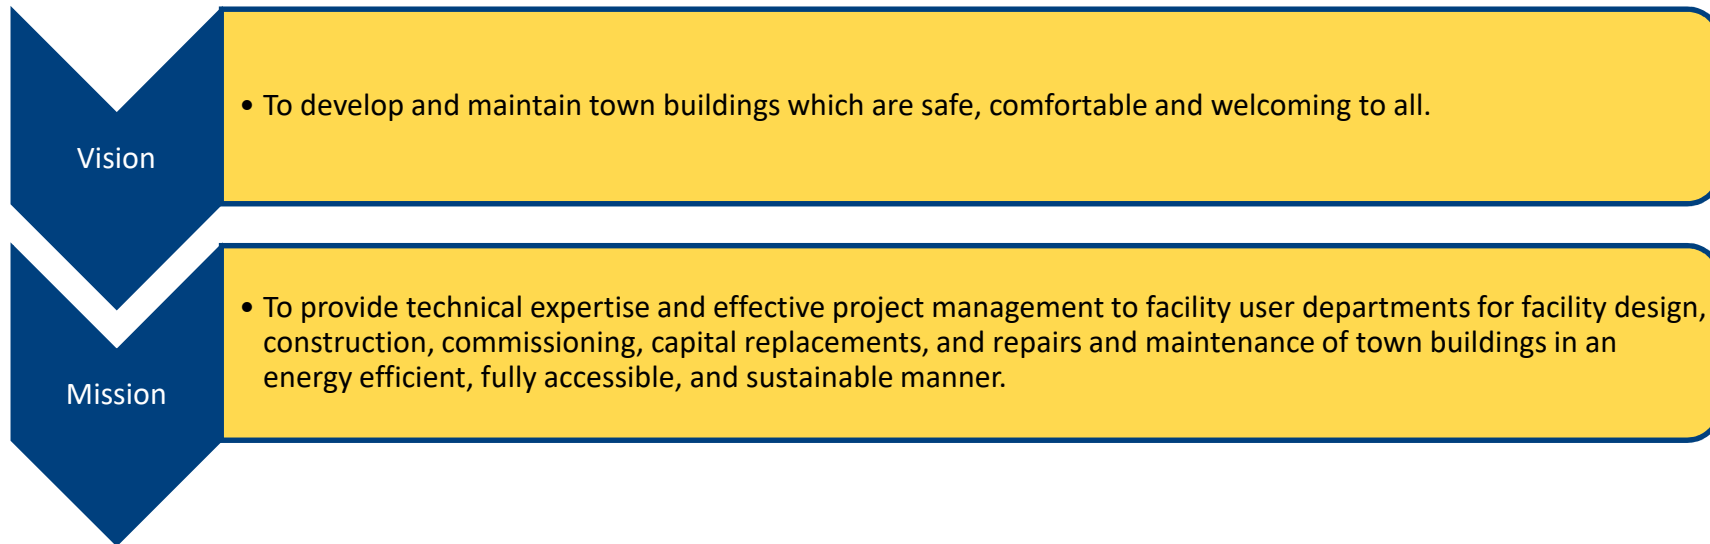 Vision
• To develop and maintain town buildings which are safe, comfortable and welcoming to all.
Mission
• To provide technical expertise and effective project management to facility user departments for facility design,
construction, commissioning, capital replacements, and repairs and maintenance of town buildings in an
energy efficient, fully accessible, and sustainable manner.